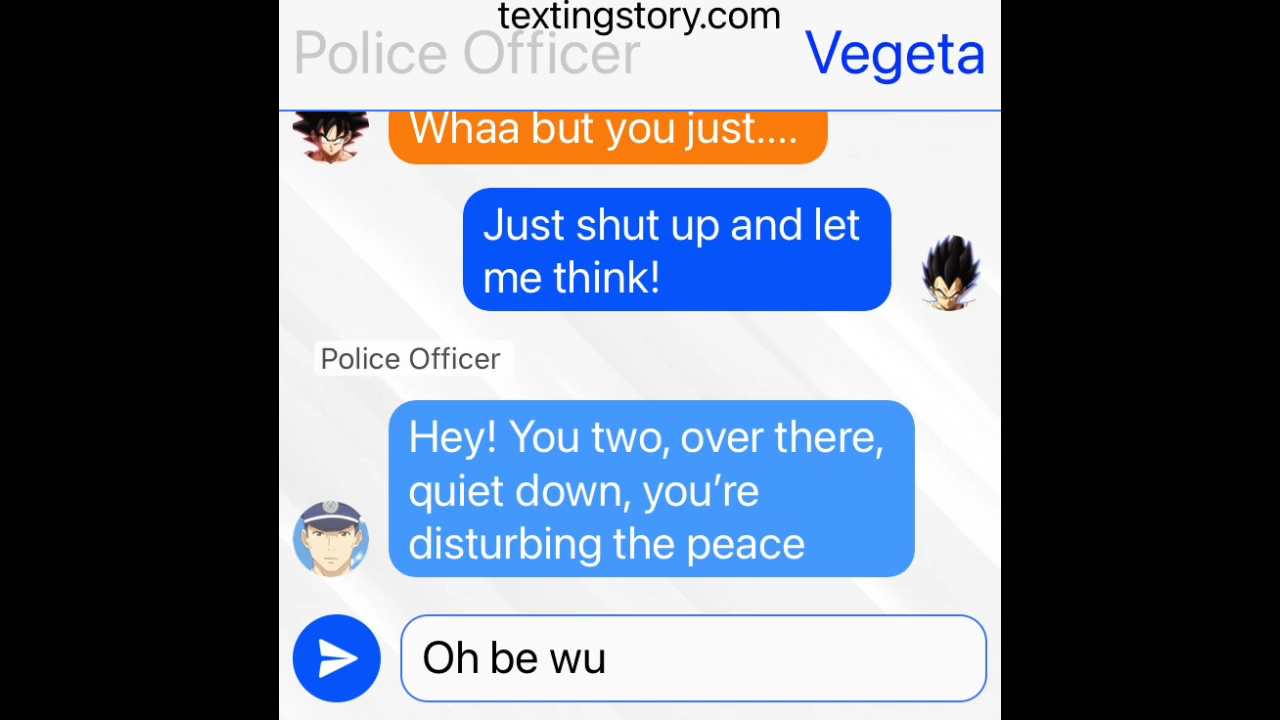 textingstory.com
Police Officer
Vegeta
Whaa but you just....
Just shut up and let
me think!
Police Officer
Hey! You two, over there,
quiet down, you’re
disturbing the peace
Oh be wu